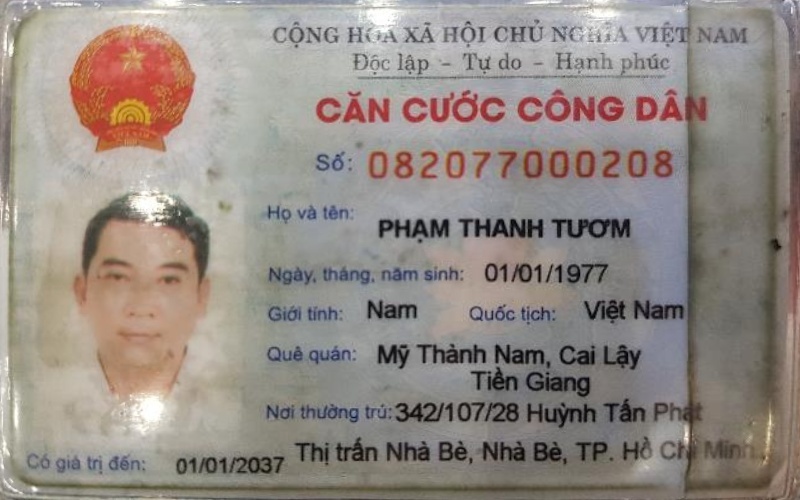 CỘNG HÒA XÃ HỘI CHỦ NGHĨA VIỆT NAM
Độc lập - Tự do - Hạnh phúc
CĂN CƯỚC CÔNG DÂN
Số: 082077000208
Họ và tên: PHẠM THANH TƯƠM
Ngày, tháng, năm sinh: 01/01/1977
Giới tính: Nam Quốc tịch: Việt Nam
Quê quán: Mỹ Thành Nam, Cai Lậy
Tiền Giang
Nơi thường trú: 342/107/28 Huỳnh Tấn Phát
Thị trấn Nhà Bè, Nhà Bè, TP. Hồ Chí Minh
Có giá trị đến: 01/01/2037